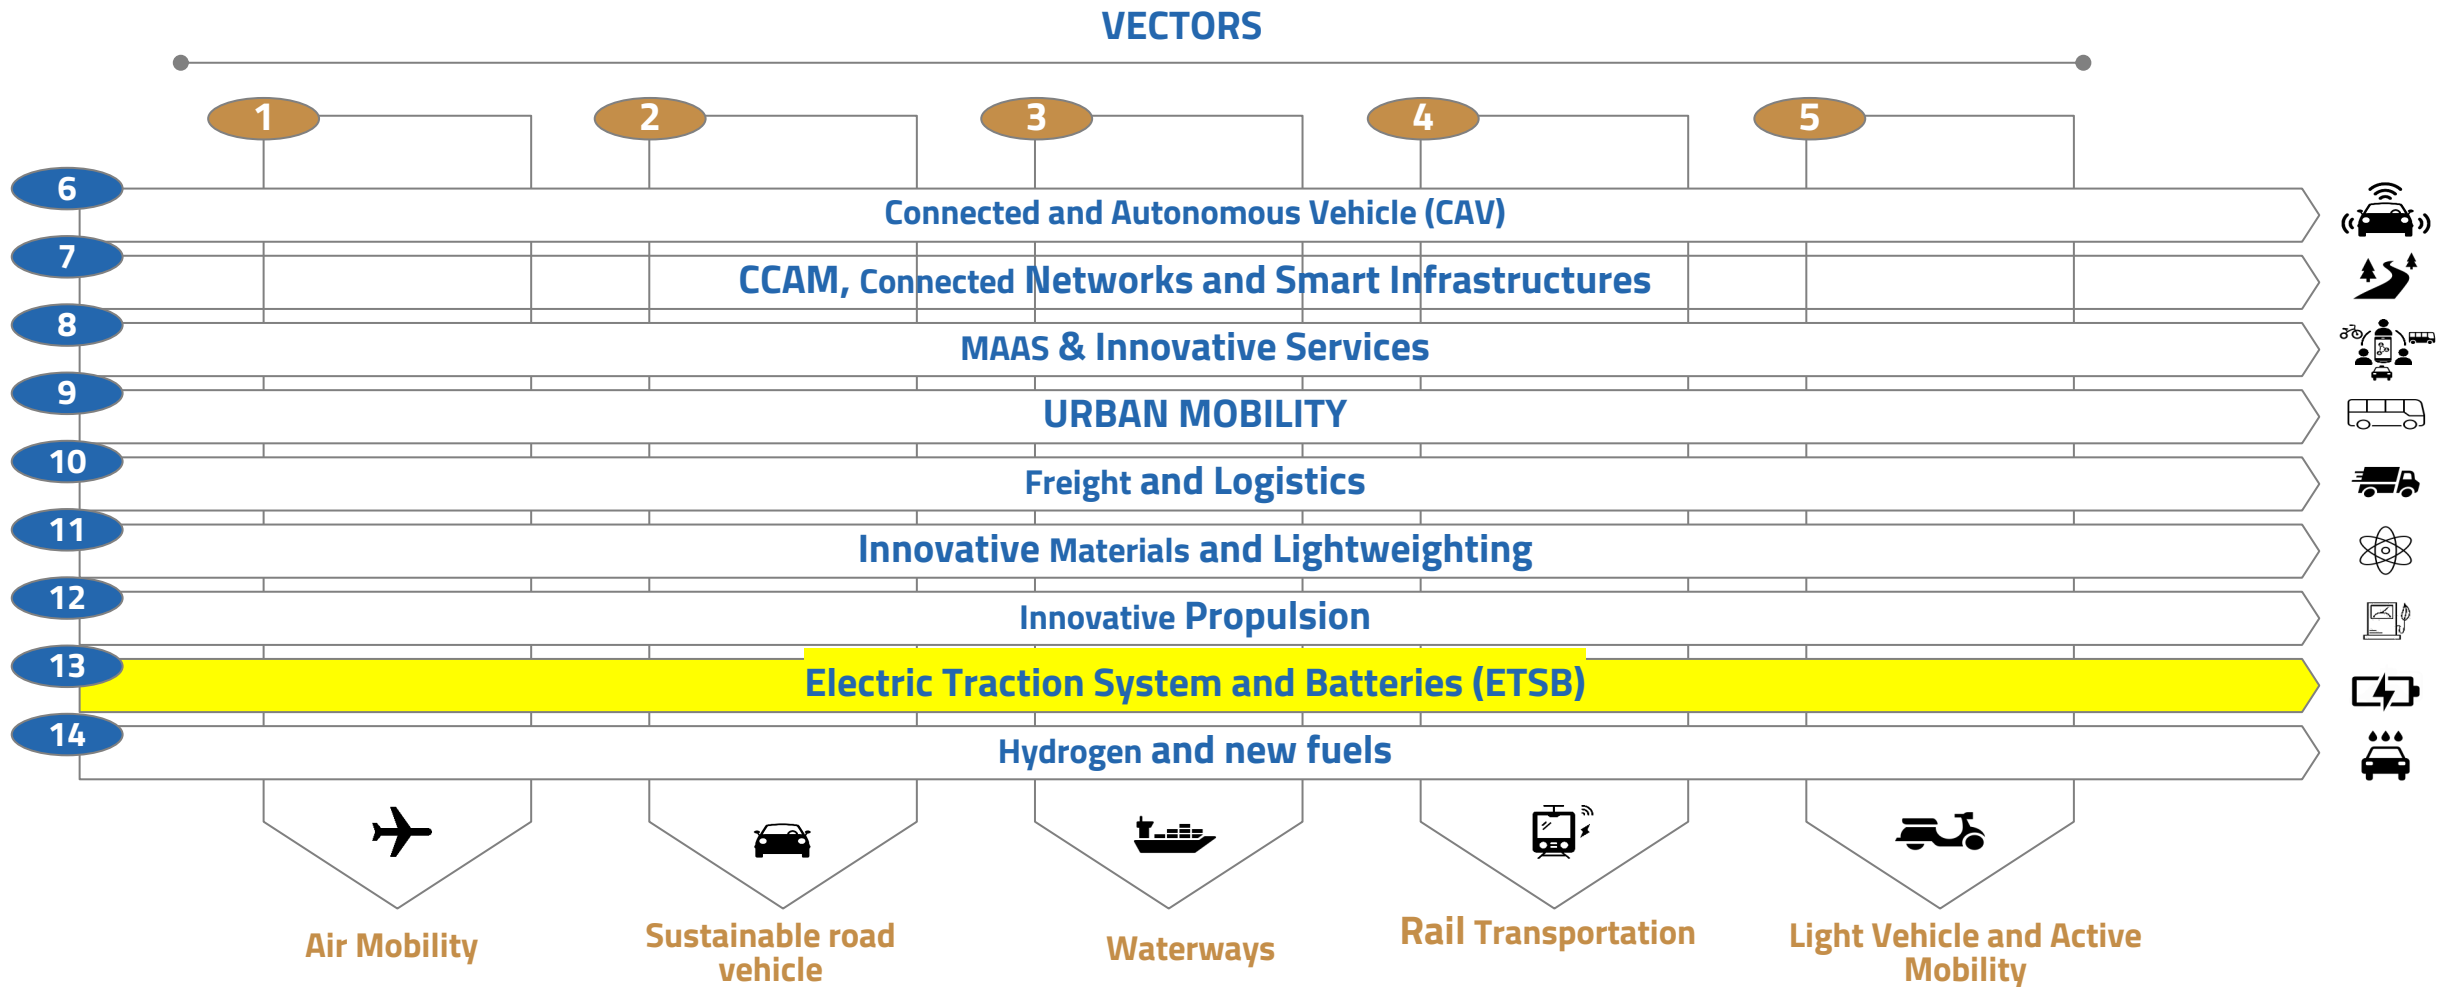 VECTORS
1
2
3
4
5
6
Connected and Autonomous Vehicle (CAV)
7
CCAM, Connected Networks and Smart Infrastructures
8
MAAS & Innovative Services
9
URBAN MOBILITY
10
Freight and Logistics
11
Innovative Materials and Lightweighting
12
Innovative Propulsion
13
Electric Traction System and Batteries (ETSB)
14
Hydrogen and new fuels
Air Mobility
Sustainable road
vehicle
Waterways
Rail Transportation
Light Vehicle and Active
Mobility